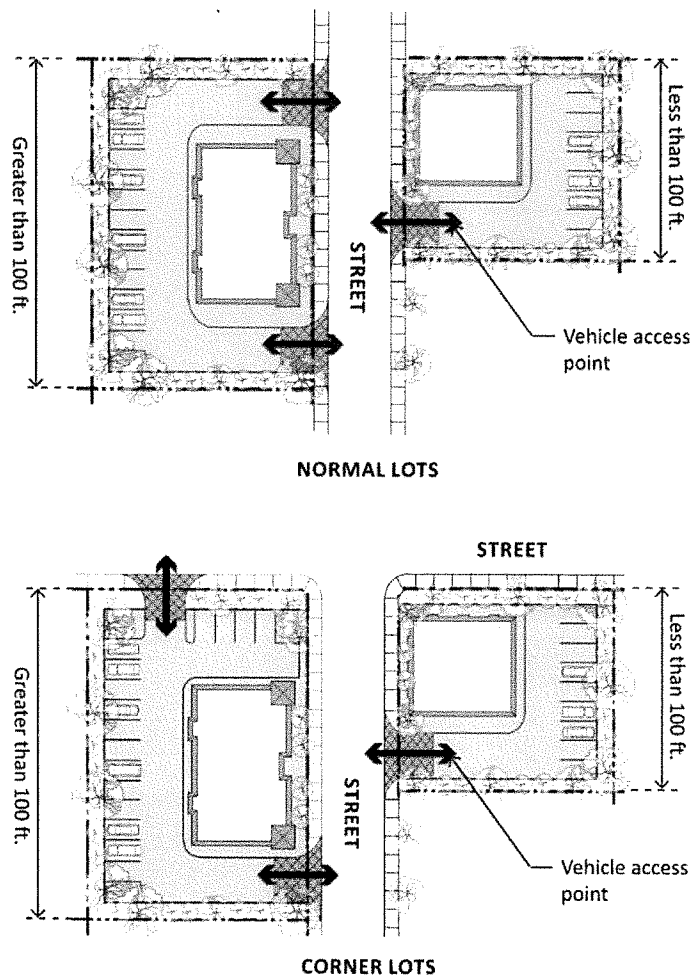 Greater than 100 ft.
STREET
Less than 100 ft.
Vehicle access
point
NORMAL LOTS
STREET
Greater than 100 ft.
STREET
Less than 100 ft.
Vehicle access
point
CORNER LOTS